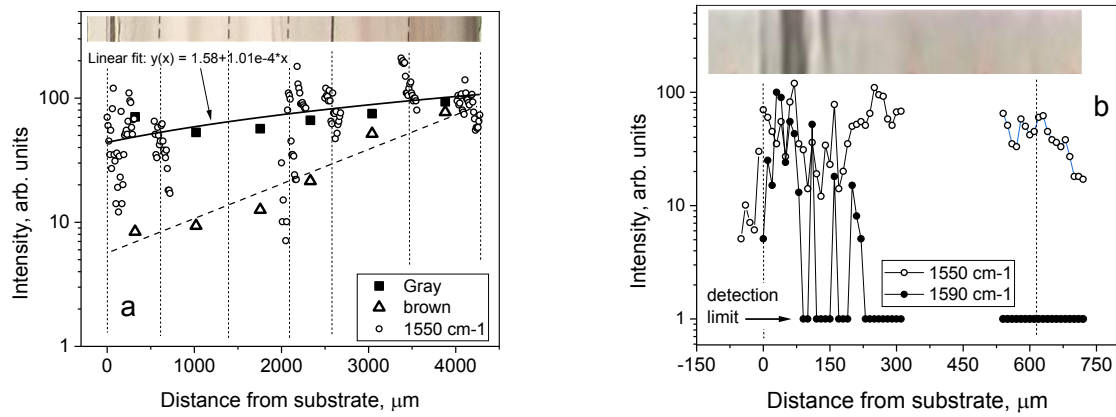 Linear fit: y(x) = 1.58+1.01e-4*x
100
10
1
Intensity, arb. units
a
Gray
brown
1550 cm-1
0 1000 2000 3000 4000
Distance from substrate, μm
b
100
10
1
Intensity, arb. units
1550 cm-1
1590 cm-1
detection
limit
-150 0 150 300 450 600 750
Distance from substrate, μm